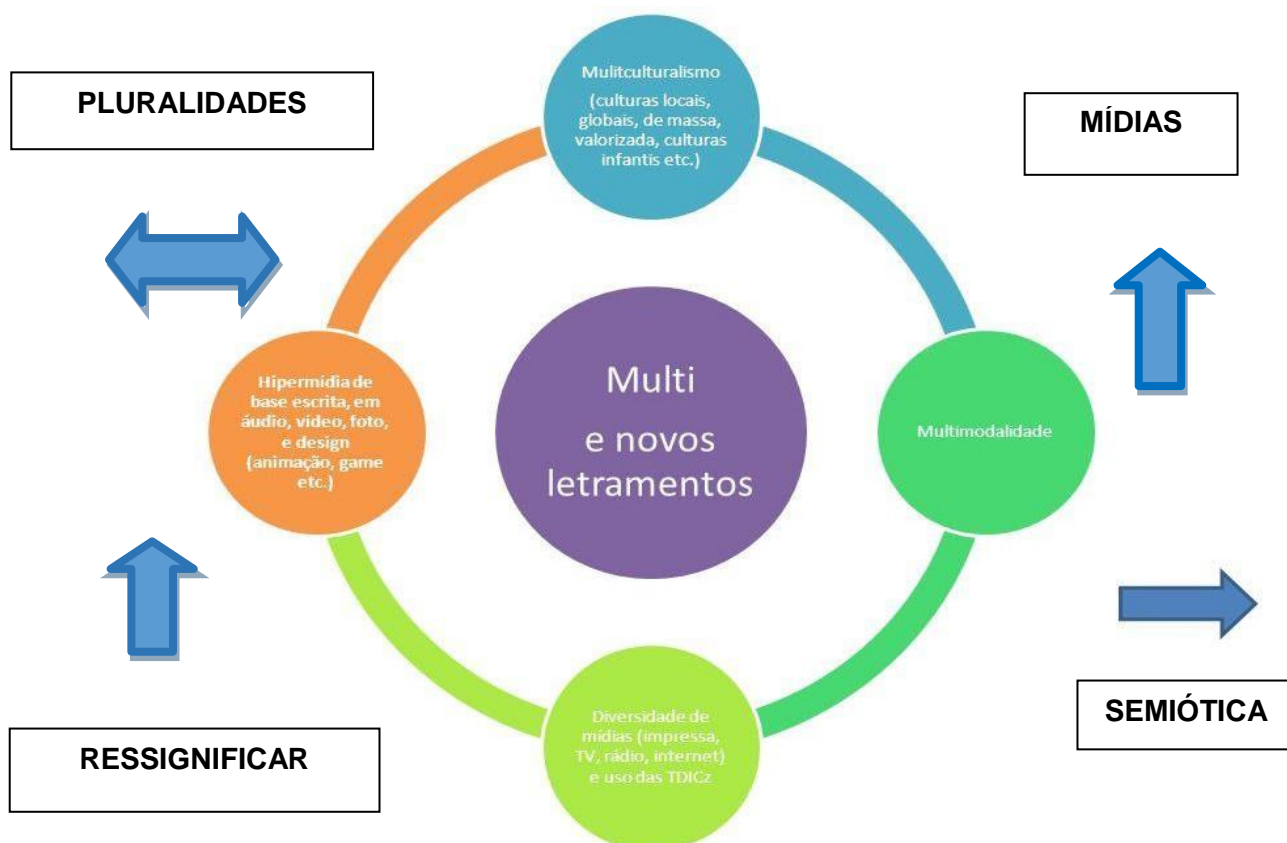 PLURALIDADES
Mulitculturalismo
(culturas locais,
globais, de massa,
valorizada, culturas
infantis etc.)
MÍDIAS
Hipermídia de
base escrita, em
áudio, vídeo, foto,
e design
(animação, game
etc.)
Multi
e novos
letramentos
Multimodalidade
RESSIGNIFICAR
Diversidade de
mídias (impressa,
TV, rádio, internet)
e uso das TDICz
SEMIÓTICA